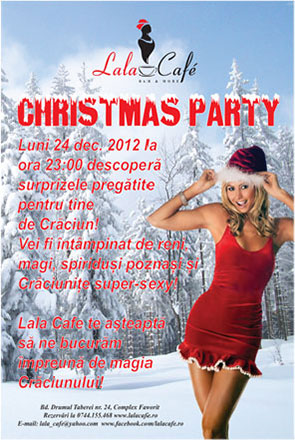 Lala Café
BAR & MORE
CHRISTMAS PARTY
Luni 24 dec. 2012 la
ora 23:00 descoperă
surprizele pregătite
pentru tine
de Crăciun!
Vei fi întâmpinat de reni,
magi, spiriduși poznași și
Crăciunițe super-sexy!
Lala Cafe te așteaptă
să ne bucurăm
împreună de magia
Crăciunului!
Bd. Drumul Taberei nr. 24, Complex Favorit
Rezervări la 0744.155.468 www.lalacafe.ro
E-mail: lala_cafe@yahoo.com www.facebook.com/lalacafe.ro